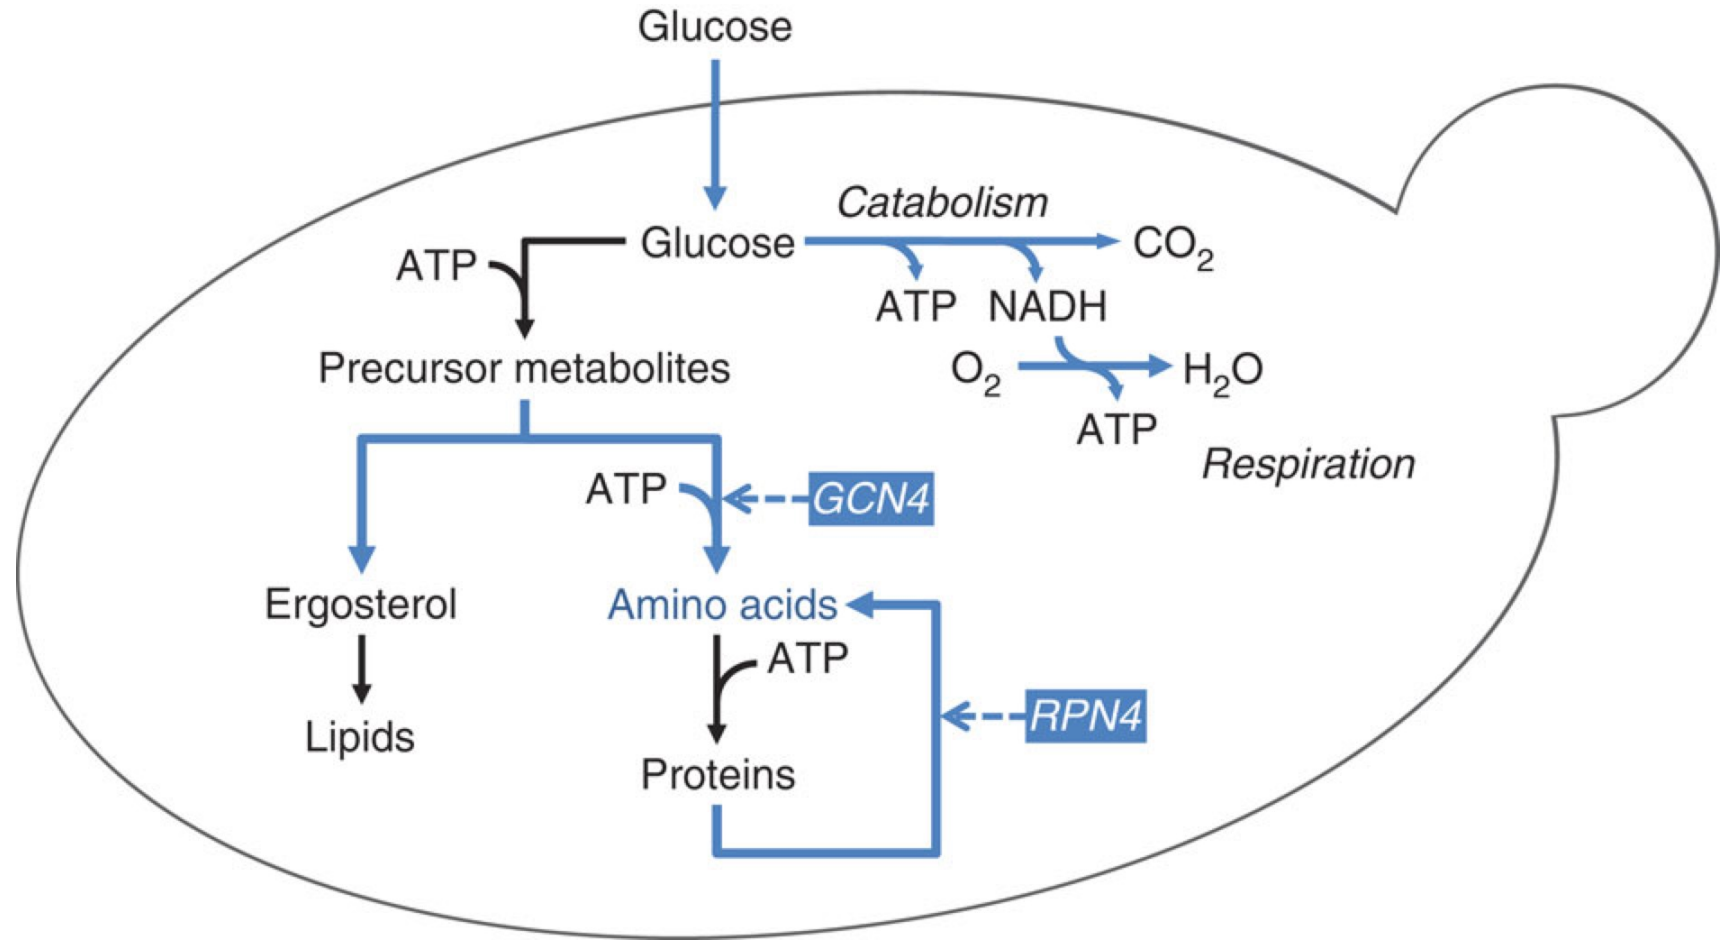 Glucose
Catabolism
Glucose
CO2
ATP
ATP
NADH
Precursor metabolites
O2
H2O
ATP
Respiration
ATP
GCN4
Ergosterol
Amino acids
ATP
RPN4
Lipids
Proteins